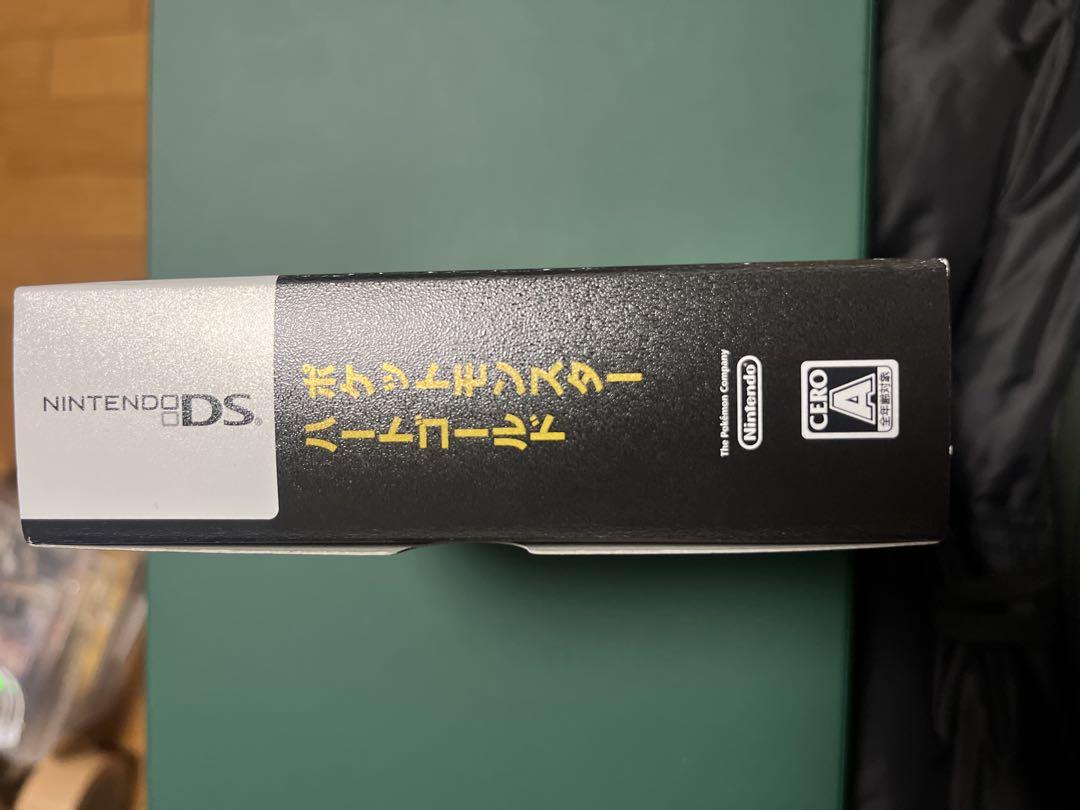 NINTENDO DS
ポケットモンスター
ハートゴールド
The Pokémon Company
Nintendo
CERO
A
全年齢対象